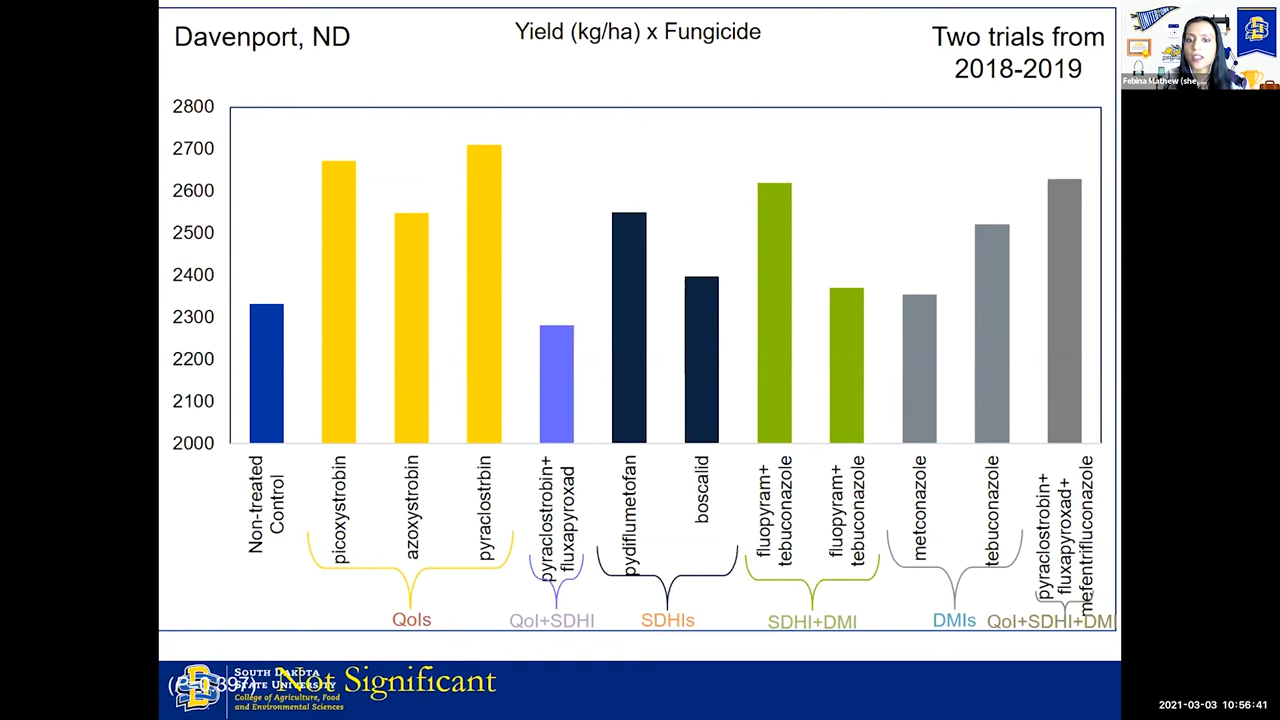 Davenport, ND
Yield (kg/ha) x Fungicide
Two trials from
2018-2019
Febina Mathew (she,
2800
2700
2600
2500
2400
2300
2200
2100
2000
Non-treated
Control
picoxystrobin
azoxystrobin
pyraclostrbin
pyraclostrobin+
fluxapyroxad
pydiflumetofan
boscalid
fluopyram+
tebuconazole
fluopyram+
tebuconazole
metconazole
tebuconazole
pyraclostrobin+
fluxapyroxad+
mefentrifluconazole
QoIs
QoI+SDHI
SDHIs
SDHI+DMI
DMIs
QoI+SDHI+DMI
South Dakota
State University
College of Agriculture, Food
and Environmental Sciences
Not Significant
2021-03-03 10:56:41